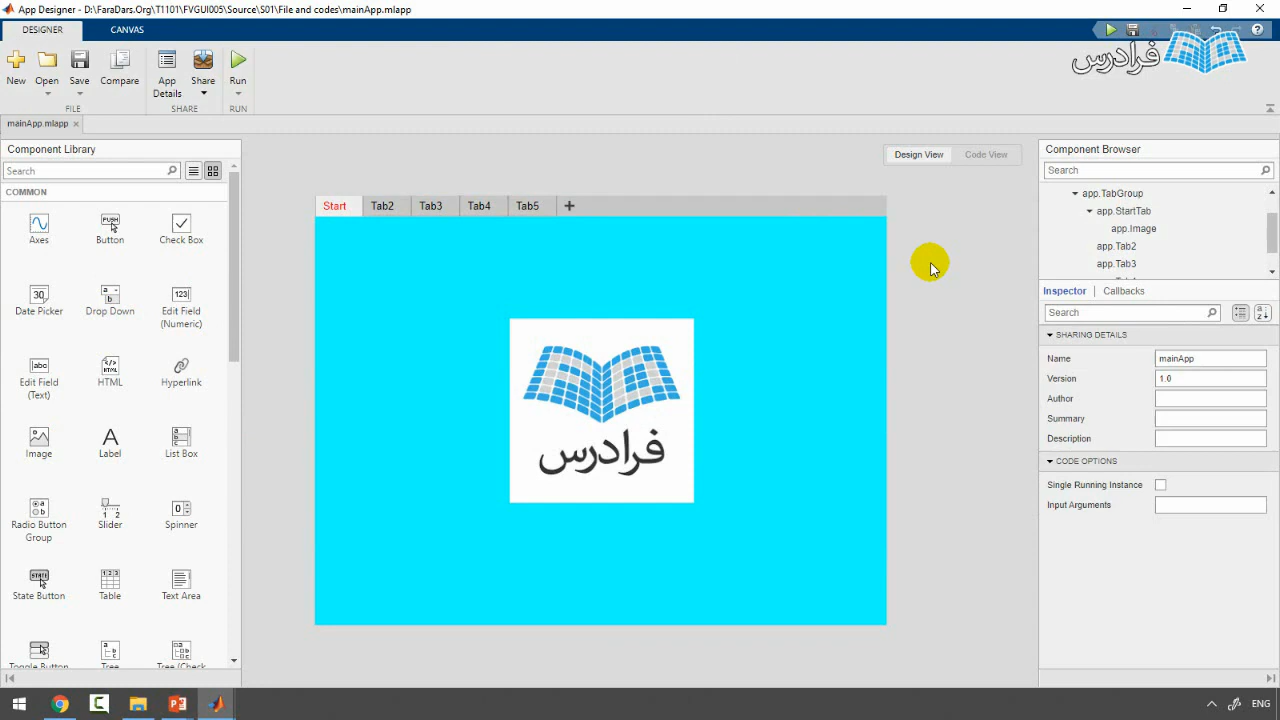 App Designer - D:\FaraDars.Org\T1101\FVGUI005\Source\S01\File and codes\mainApp.mlapp
DESIGNER CANVAS
فرادرس
New Open Save Compare App Details Share Run
FILE SHARE RUN
mainApp.mlapp
Component Library
Search
COMMON
Axes Button Check Box
Date Picker Drop Down Edit Field (Numeric)
Edit Field (Text) HTML Hyperlink
Image Label List Box
Radio Button Group Slider Spinner
State Button Table Text Area
Toggle Button Tree Tree (Check
Design View Code View
Start Tab2 Tab3 Tab4 Tab5
فرادرس
Component Browser
Search
app.TabGroup
app.StartTab
app.Image
app.Tab2
app.Tab3
Inspector Callbacks
Search
SHARING DETAILS
Name mainApp
Version 1.0
Author
Summary
Description
CODE OPTIONS
Single Running Instance
Input Arguments
ENG